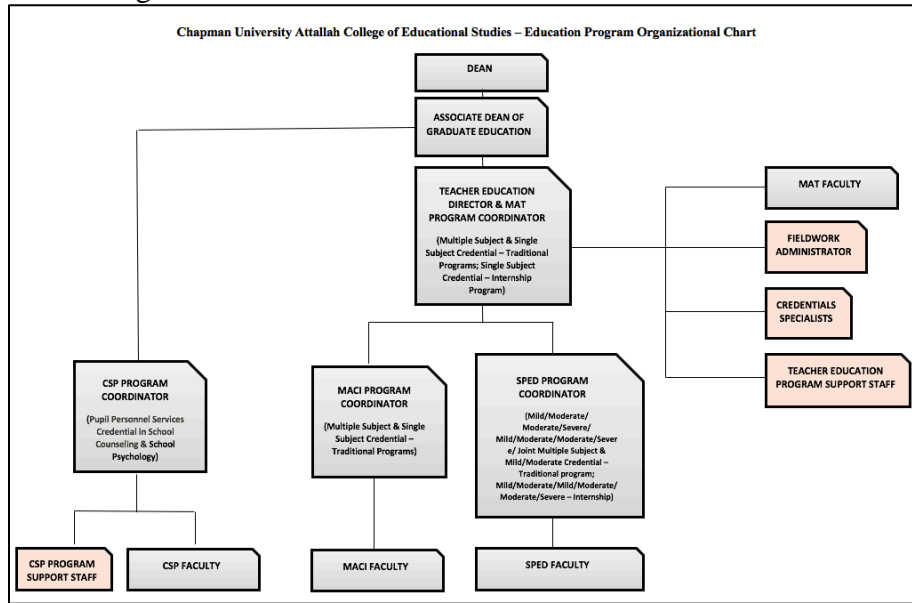 Chapman University Attallah College of Educational Studies – Education Program Organizational Chart
DEAN
ASSOCIATE DEAN OF
GRADUATE EDUCATION
TEACHER EDUCATION
DIRECTOR & MAT
PROGRAM COORDINATOR
(Multiple Subject & Single
Subject Credential – Traditional
Programs; Single Subject
Credential – Internship
Program)
MAT FACULTY
FIELDWORK
ADMINISTRATOR
CREDENTIALS
SPECIALISTS
TEACHER EDUCATION
PROGRAM SUPPORT STAFF
CSP PROGRAM
COORDINATOR
(Pupil Personnel Services
Credential in School
Counseling & School
Psychology)
MACI PROGRAM
COORDINATOR
(Multiple Subject & Single
Subject Credential –
Traditional Programs)
SPED PROGRAM
COORDINATOR
(Mild/Moderate/
Moderate/Severe/
Mild/Moderate/Moderate/Sever
e/ Joint Multiple Subject &
Mild/Moderate Credential –
Traditional program;
Mild/Moderate/Mild/Moderate/
Moderate/Severe – Internship)
CSP PROGRAM
SUPPORT STAFF
CSP FACULTY
MACI FACULTY
SPED FACULTY